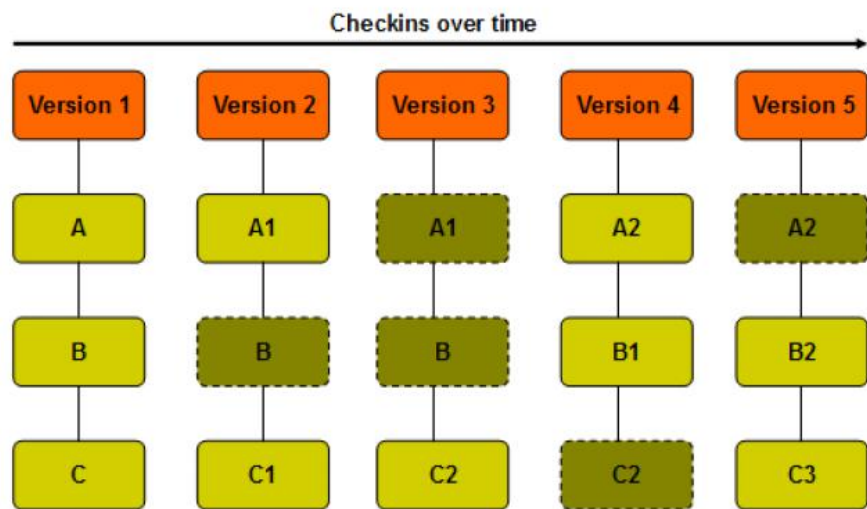 Checkins over time
Version 1
Version 2
Version 3
Version 4
Version 5
A
A1
A1
A2
A2
B
B
B
B1
B2
C
C1
C2
C2
C3